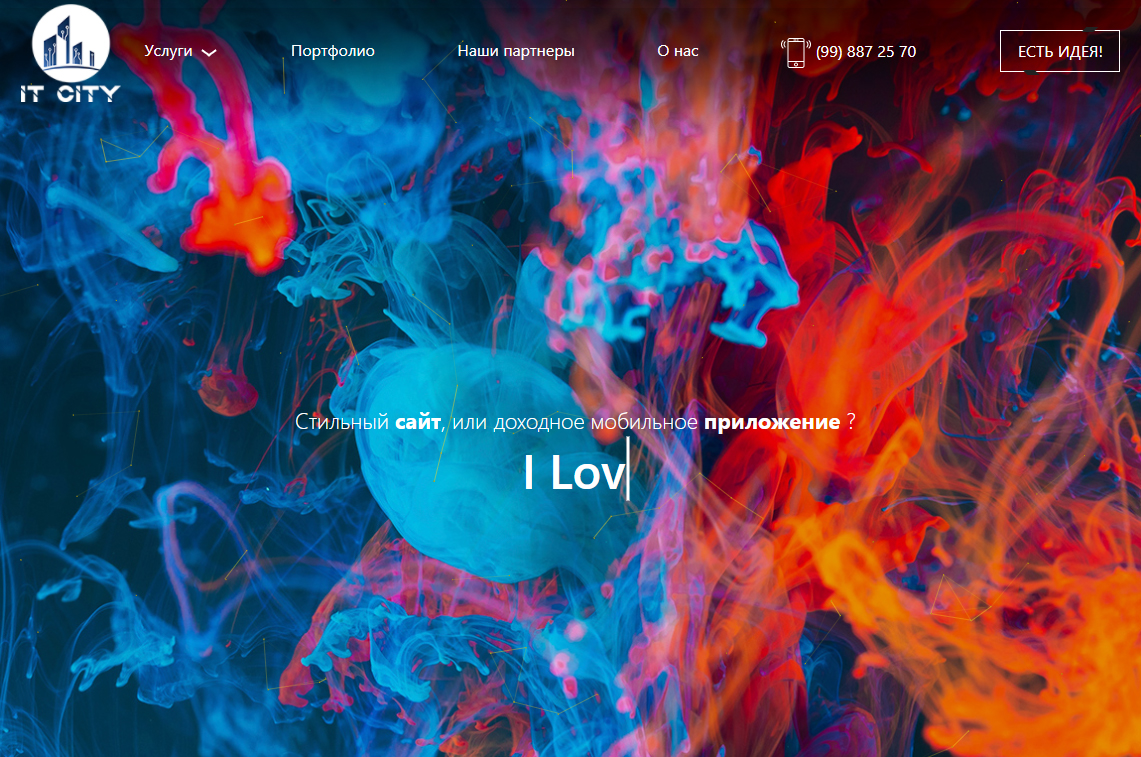 IT CITY
Услуги
Портфолио
Наши партнеры
О нас
(99) 887 25 70
ЕСТЬ ИДЕЯ!
Стильный сайт, или доходное мобильное приложение ?
I Lov